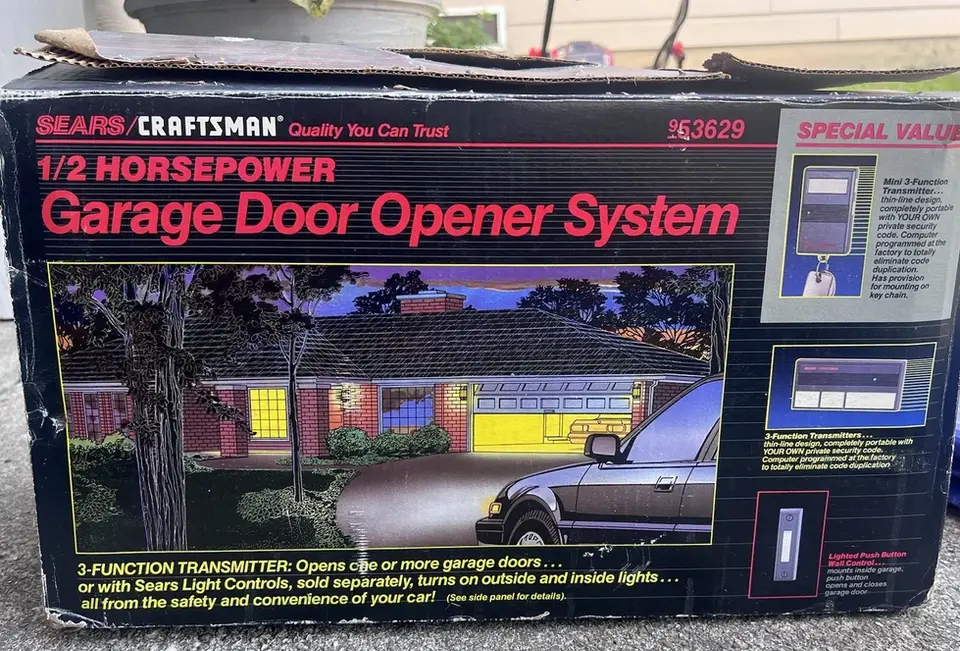 SEARS/CRAFTSMAN® Quality You Can Trust
953629
1/2 HORSEPOWER
Garage Door Opener System
SPECIAL VALUE
Mini 3-Function
Transmitter...
thin-line design,
completely portable
with YOUR OWN
private security
code. Computer
programmed at the
factory to totally
eliminate code
duplication.
Has provision
for mounting on
key chain.
SEARS/CRAFTSMAN
3-Function Transmitters...
thin-line design, completely portable with
YOUR OWN private security code.
Computer programmed at the factory
to totally eliminate code duplication
Lighted Push Button
Wall Control...
mounts inside garage,
push button
opens and closes
garage door
3-FUNCTION TRANSMITTER: Opens one or more garage doors...
or with Sears Light Controls, sold separately, turns on outside and inside lights...
all from the safety and convenience of your car! (See side panel for details).